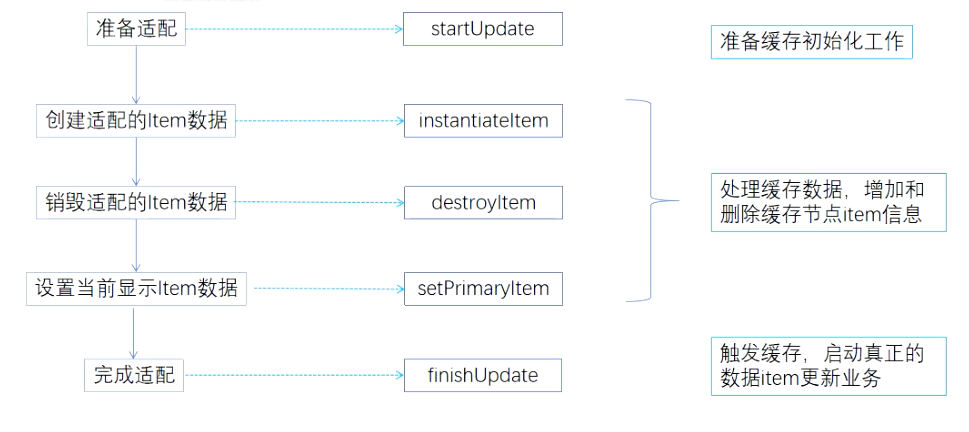 准备适配
startUpdate
准备缓存初始化工作
创建适配的Item数据
instantiateItem
销毁适配的Item数据
destroyItem
处理缓存数据，增加和
删除缓存节点item信息
设置当前显示Item数据
setPrimaryItem
完成适配
finishUpdate
触发缓存，启动真正的
数据item更新业务